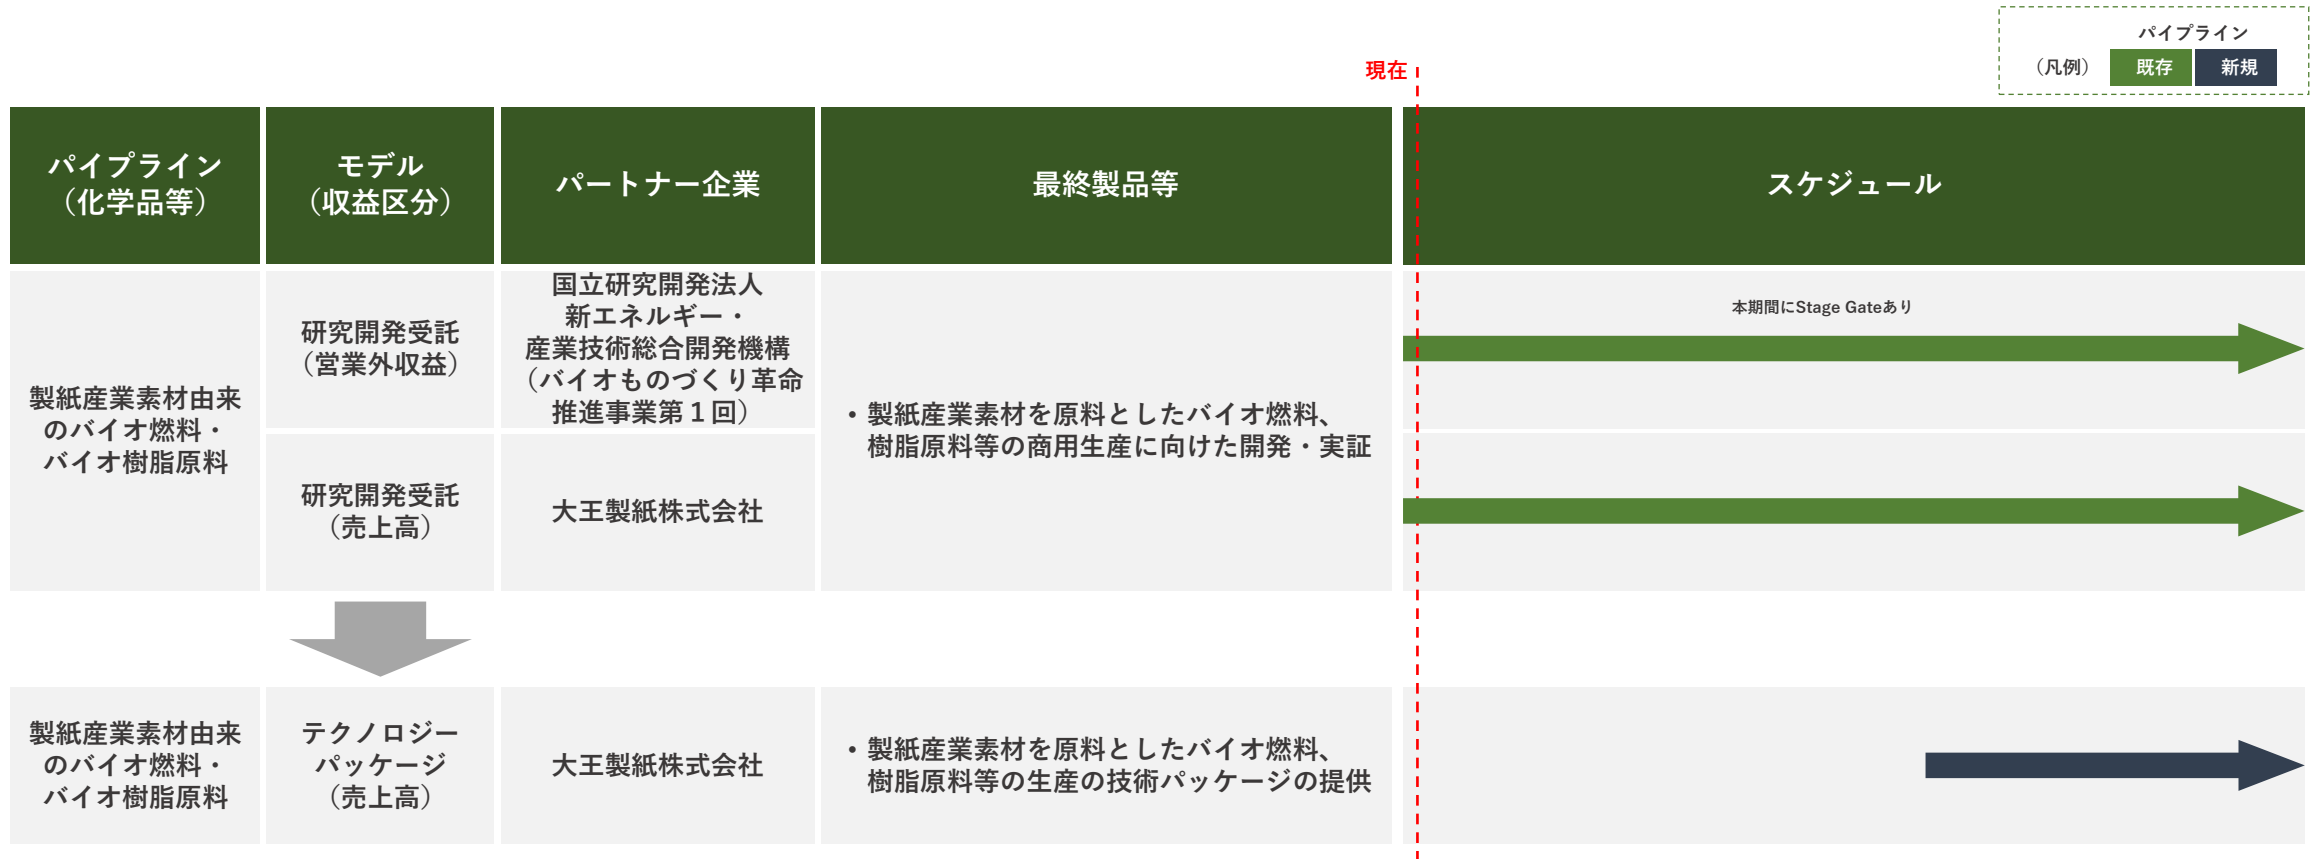 パイプライン
（凡例）
既存
新規
現在
パイプライン
（化学品等）
モデル
（収益区分）
パートナー企業
最終製品等
スケジュール
製紙産業素材由来
のバイオ燃料・
バイオ樹脂原料
研究開発受託
（営業外収益）
国立研究開発法人
新エネルギー・
産業技術総合開発機構
（バイオものづくり革命
推進事業第１回）
・製紙産業素材を原料としたバイオ燃料、
樹脂原料等の商用生産に向けた開発・実証
本期間にStage Gateあり
研究開発受託
（売上高）
大王製紙株式会社
製紙産業素材由来
のバイオ燃料・
バイオ樹脂原料
テクノロジー
パッケージ
（売上高）
大王製紙株式会社
・製紙産業素材を原料としたバイオ燃料、
樹脂原料等の生産の技術パッケージの提供